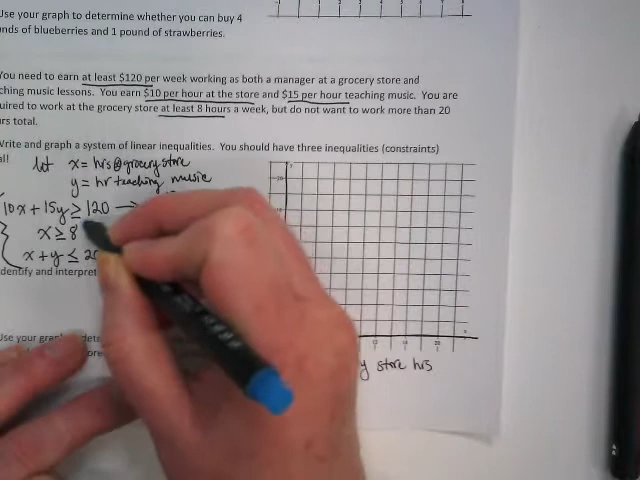 Use your graph to determine whether you can buy 4
nds of blueberries and 1 pound of strawberries.
You need to earn at least $120 per week working as both a manager at a grocery store and
ching music. You earn $10 per hour at the store and $15 per hour teaching music. You are
uired to work at the grocery store at least 8 hours a week, but do not want to work more than 20
rs total.
Write and graph a system of linear inequalities. You should have three inequalities (constraints)
al!
let x = hrs @ grocery store
y = hr teaching music
10x + 15y ≥ 120 →
x ≥ 8
x + y ≤ 20
dentify and interpret
Use your
y store hrs